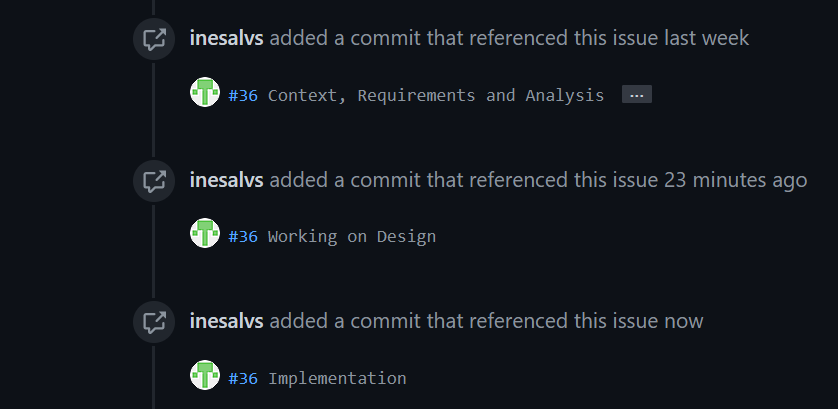 inesalvs added a commit that referenced this issue last week
#36 Context, Requirements and Analysis ...
inesalvs added a commit that referenced this issue 23 minutes ago
#36 Working on Design
inesalvs added a commit that referenced this issue now
#36 Implementation